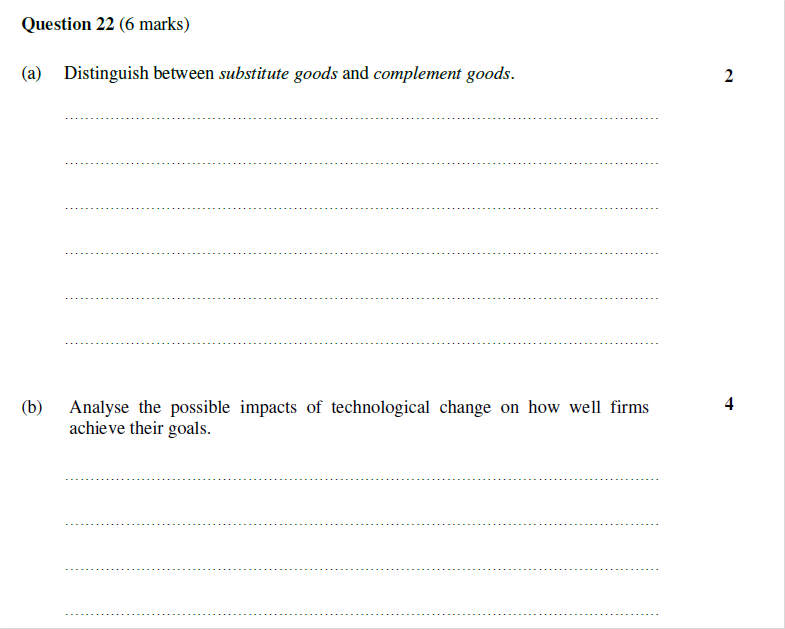 Question 22 (6 marks)
(a) Distinguish between substitute goods and complement goods. 2
(b) Analyse the possible impacts of technological change on how well firms 4
achieve their goals.